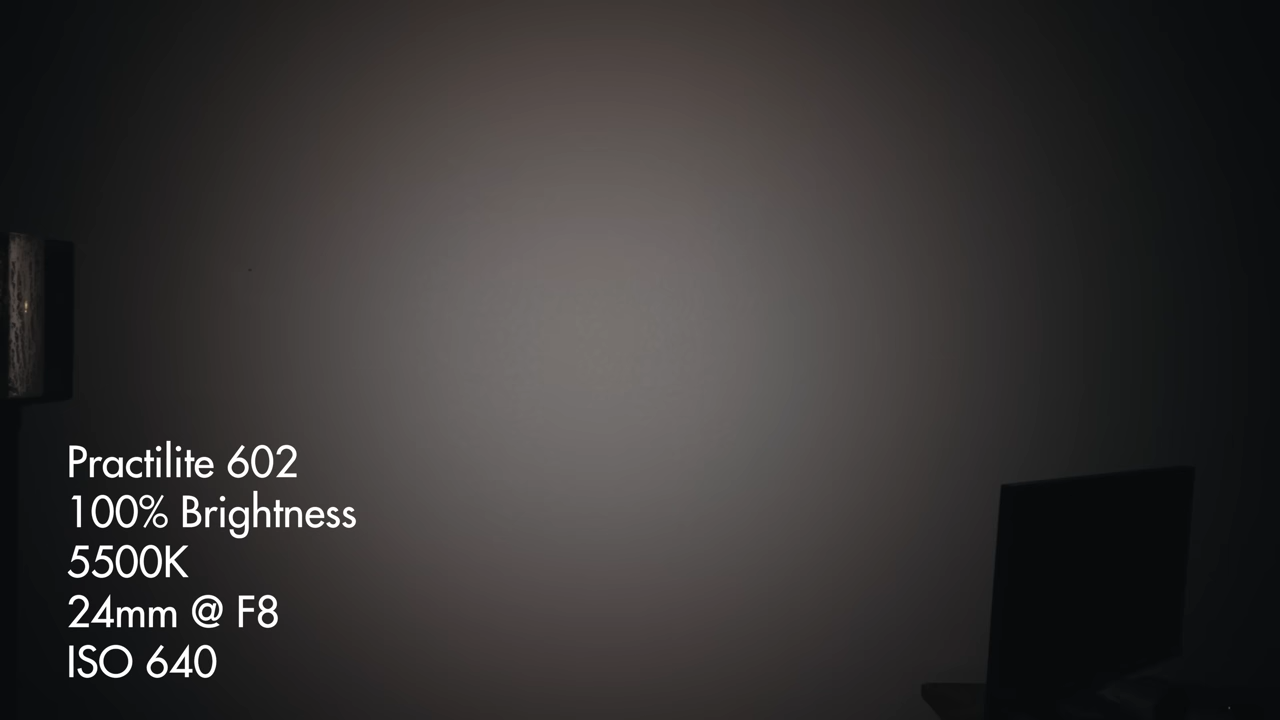 Practilite 602
100% Brightness
5500K
24mm @ F8
ISO 640